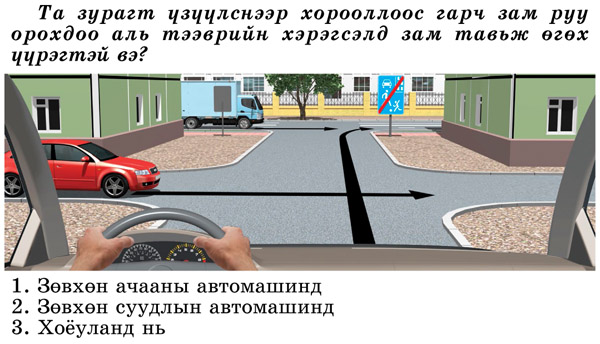 Та зурагт үзүүлснээр хорооллоос гарч зам руу
орохдоо аль тээврийн хэрэгсэлд зам тавьж өгөх
үүрэгтэй вэ?
1. Зөвхөн ачааны автомашинд
2. Зөвхөн суудлын автомашинд
3. Хоёуланд нь